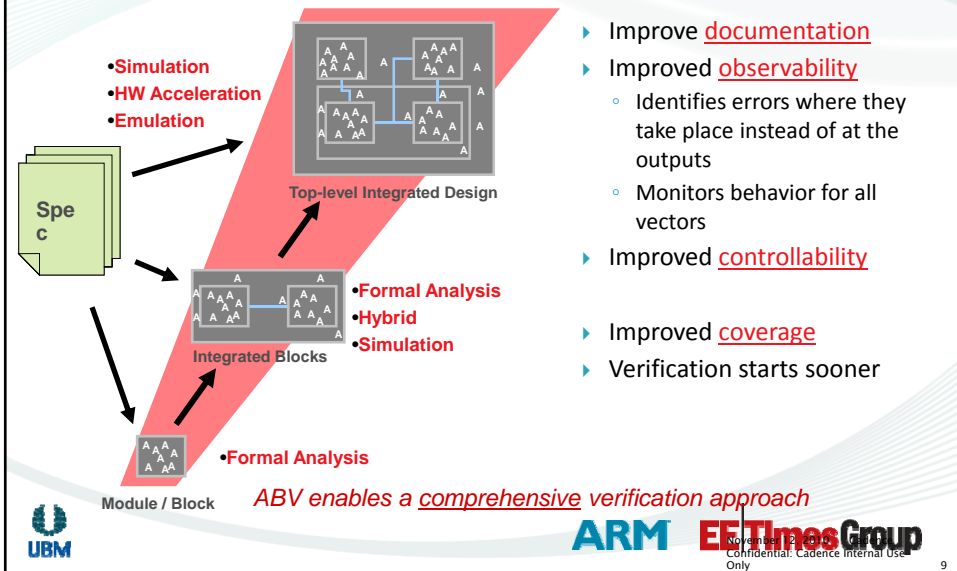 •Simulation
•HW Acceleration
•Emulation
Spe
c
A A A A A A A
A A A A A A
A
A
A
A
A
A
A
A A A A A A A
A A A A A A A
A
A
A
Top-level Integrated Design
A
A
A
A A A A A A A
A
A A A A A A
A
A
Integrated Blocks
•Formal Analysis
•Hybrid
•Simulation
A A A A A A A
•Formal Analysis
Module / Block
Improve documentation
Improved observability
Identifies errors where they
take place instead of at the
outputs
Monitors behavior for all
vectors
Improved controllability
Improved coverage
Verification starts sooner
ABV enables a comprehensive verification approach
UBM
ARM
EETimes Group
November 12, 2010 Cadence
Confidential: Cadence Internal Use
Only
9